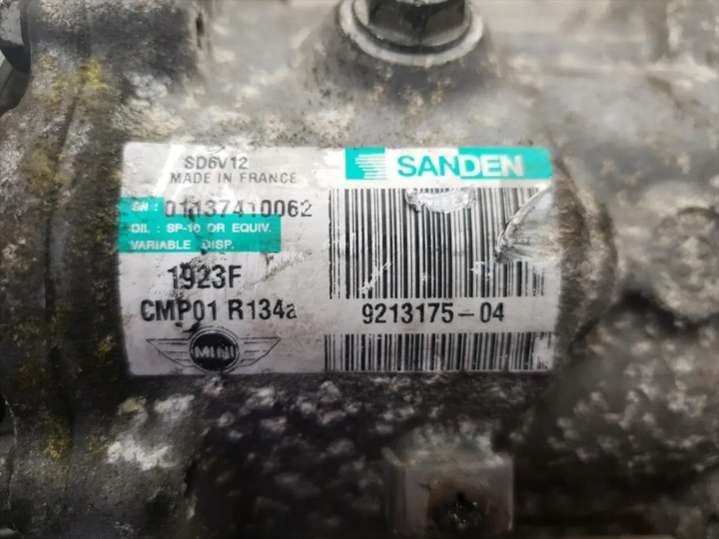 SD6V12
MADE IN FRANCE
SANDEN
SN : 01137410062
OIL : SP-10 OR EQUIV.
VARIABLE DISP.
1923F
CMP01 R134a
9213175-04
MINI